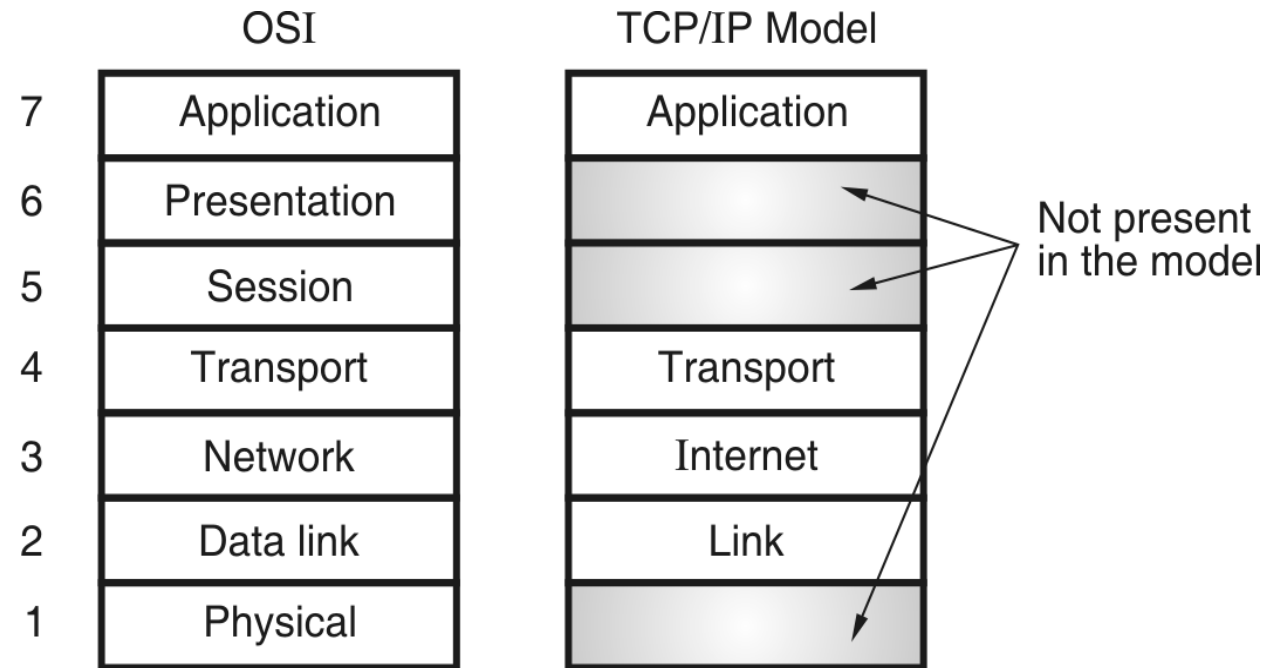 OSI TCP/IP Model
7 Application Application
6 Presentation
Not present
in the model
5 Session
4 Transport Transport
3 Network Internet
2 Data link Link
1 Physical